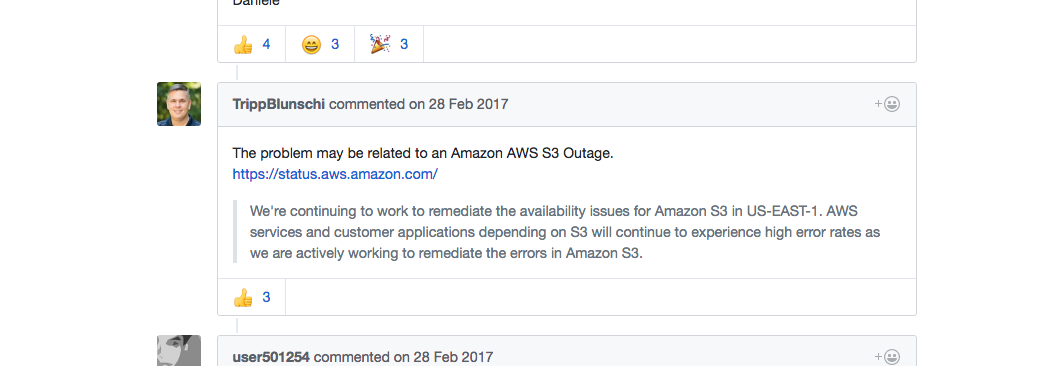 Daniele
👍 4 😄 3 🎉 3
TrippBlunschi commented on 28 Feb 2017
The problem may be related to an Amazon AWS S3 Outage.
https://status.aws.amazon.com/
We're continuing to work to remediate the availability issues for Amazon S3 in US-EAST-1. AWS
services and customer applications depending on S3 will continue to experience high error rates as
we are actively working to remediate the errors in Amazon S3.
👍 3
user501254 commented on 28 Feb 2017